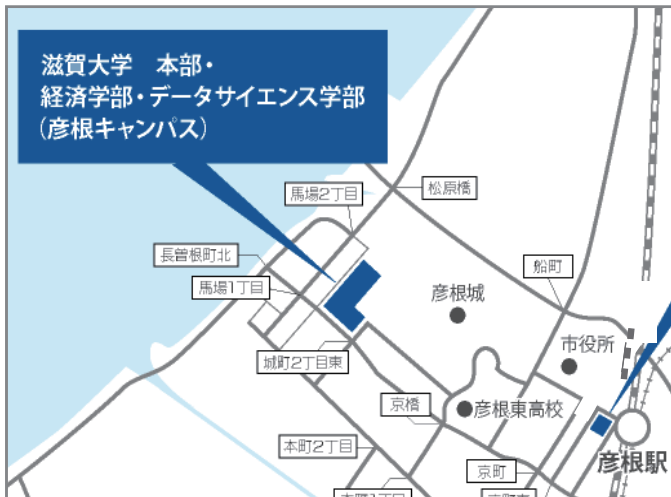 滋賀大学　本部・
経済学部・データサイエンス学部
(彦根キャンパス)
松原橋
馬場2丁目
長曽根町北
船町
馬場1丁目
彦根城
市役所
城町2丁目東
京橋
彦根東高校
本町2丁目
彦根駅
京町